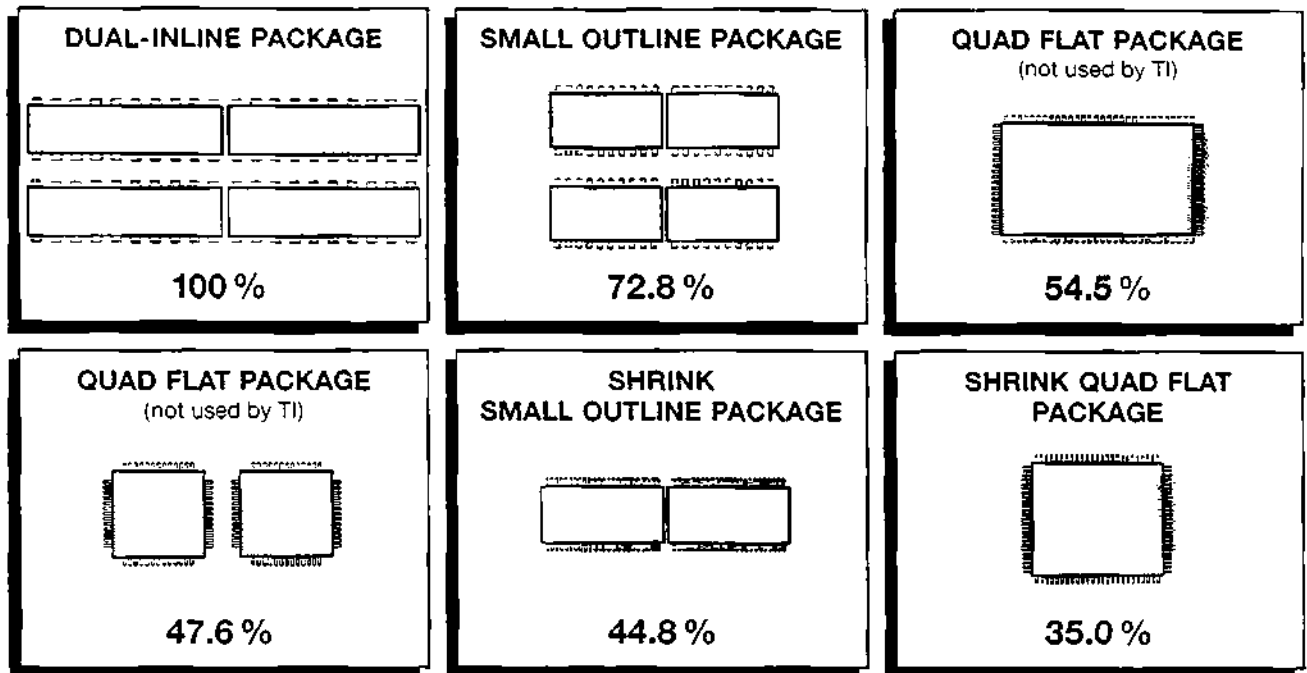 DUAL-INLINE PACKAGE
100 %
SMALL OUTLINE PACKAGE
72.8 %
QUAD FLAT PACKAGE
(not used by TI)
54.5 %
QUAD FLAT PACKAGE
(not used by TI)
47.6 %
SHRINK
SMALL OUTLINE PACKAGE
44.8 %
SHRINK QUAD FLAT
PACKAGE
35.0 %